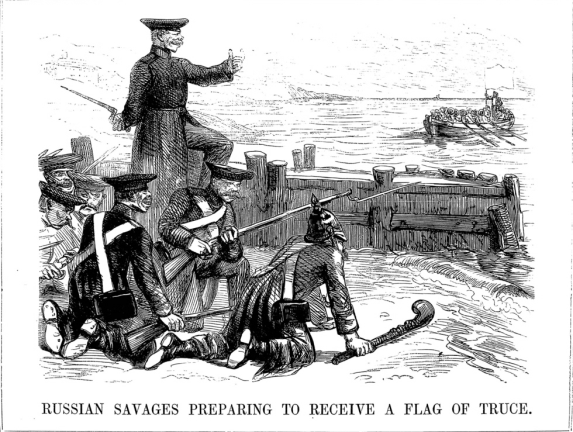 RUSSIAN SAVAGES PREPARING TO RECEIVE A FLAG OF TRUCE.